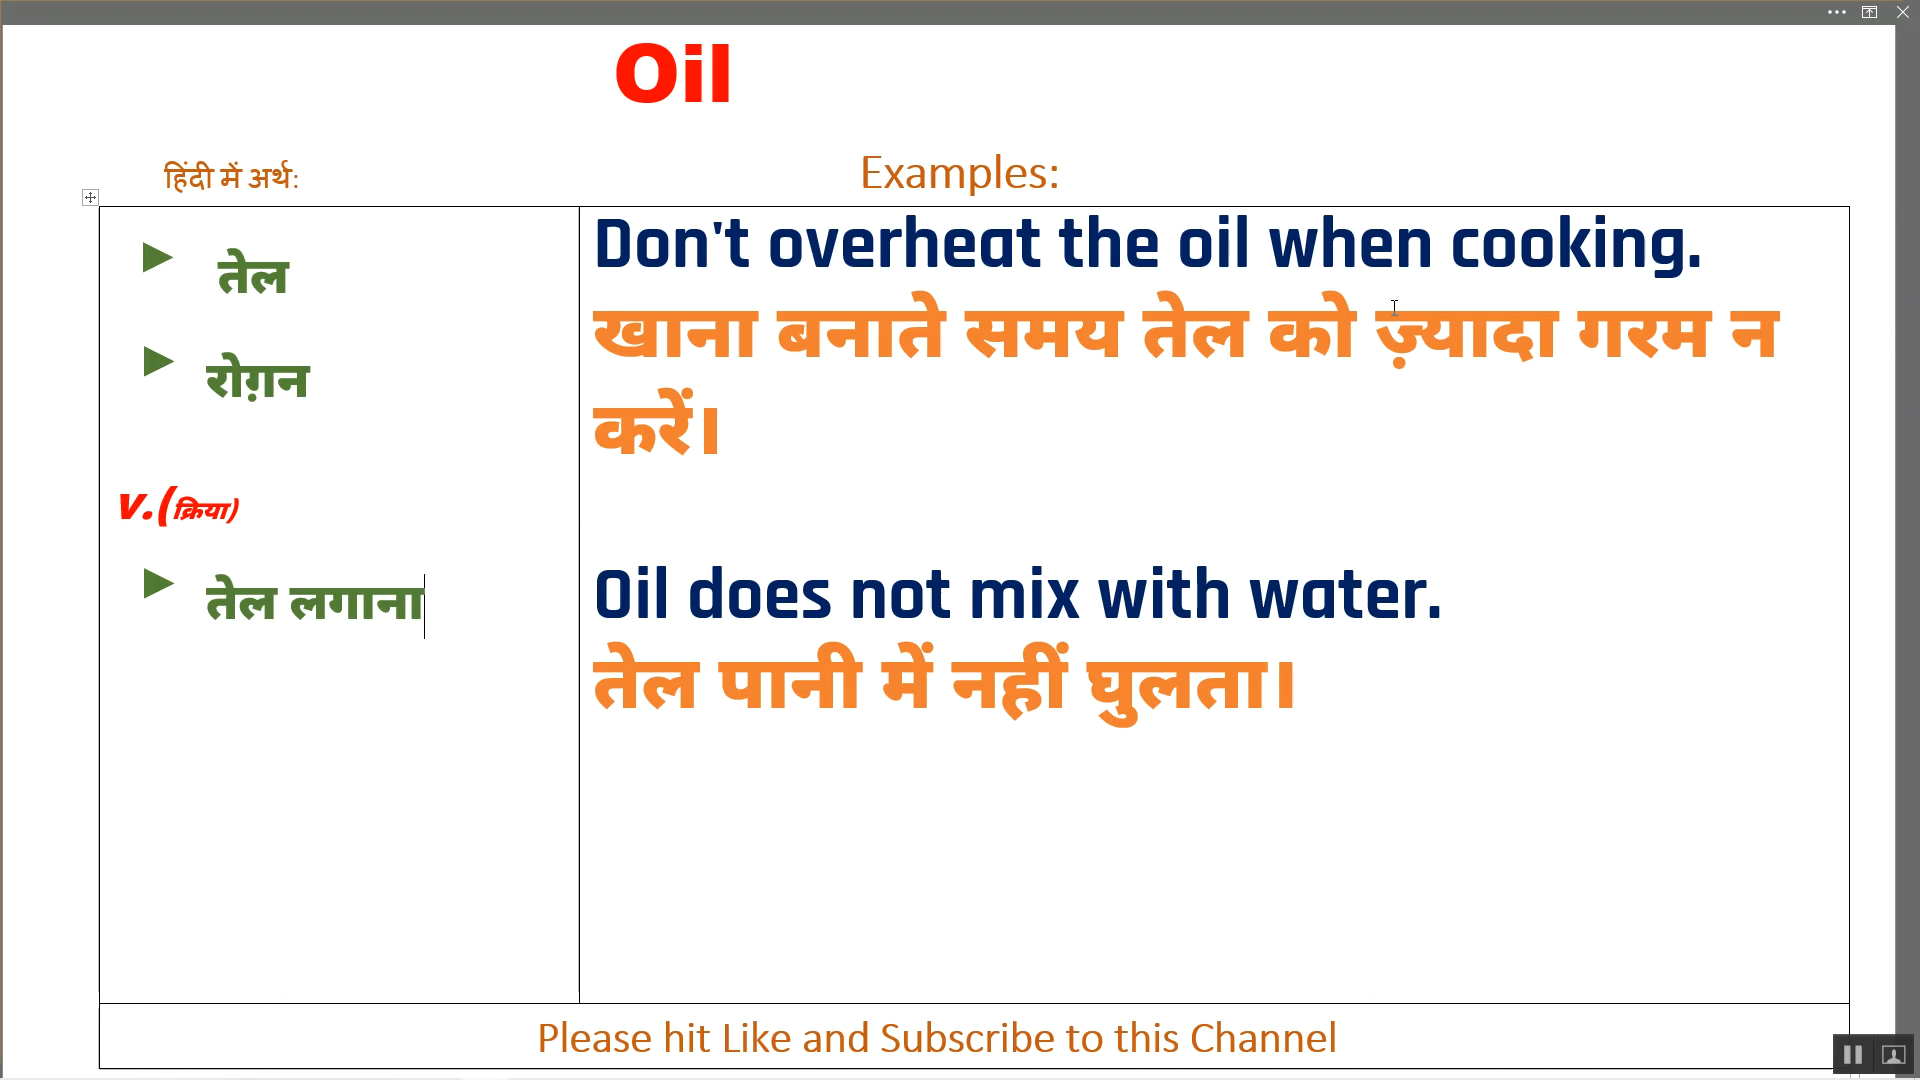 Oil
हिंदी में अर्थ:
Examples:
तेल
रोग़न
v.(क्रिया)
तेल लगाना
Don't overheat the oil when cooking.
खाना बनाते समय तेल को ज़्यादा गरम न
करें।
Oil does not mix with water.
तेल पानी में नहीं घुलता।
Please hit Like and Subscribe to this Channel